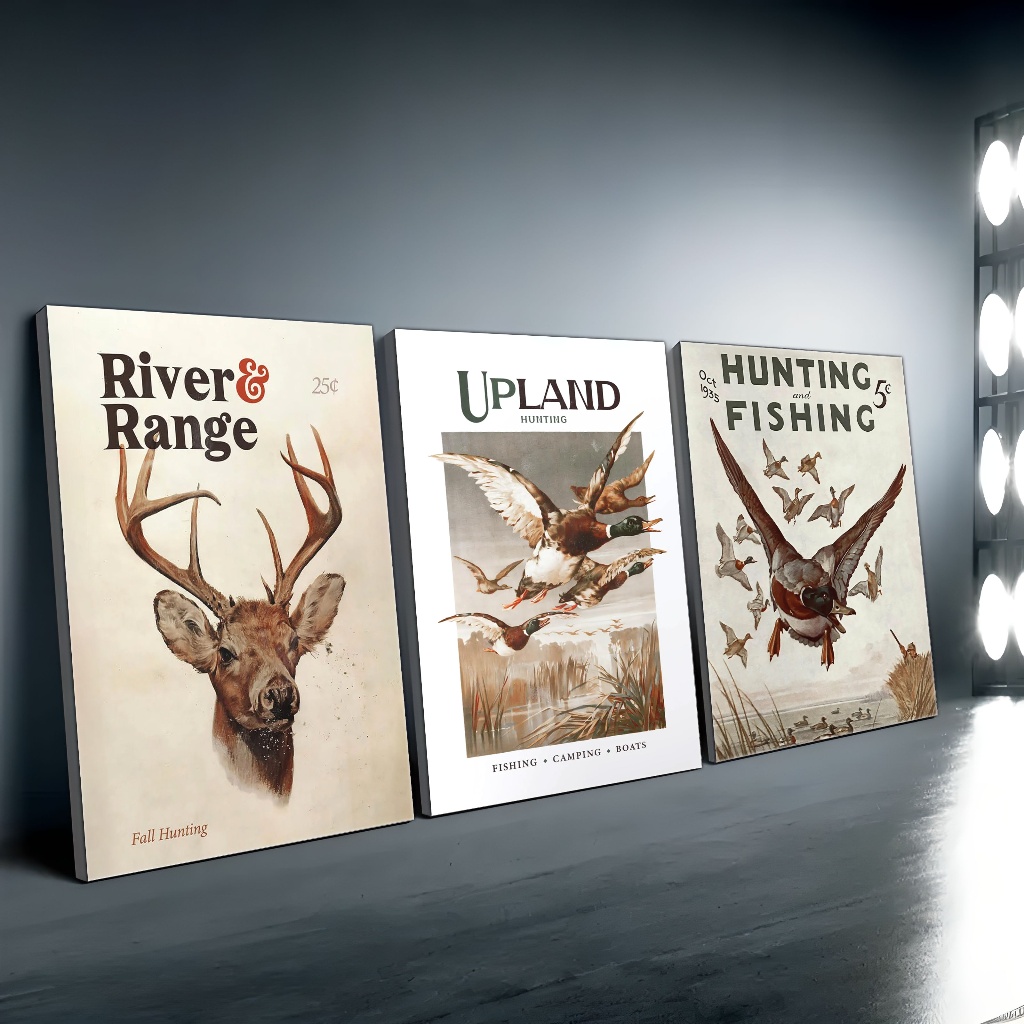 River&
Range
25¢
Fall Hunting
UPLAND
HUNTING
FISHING • CAMPING • BOATS
Oct
1935
HUNTING
and
FISHING
5¢